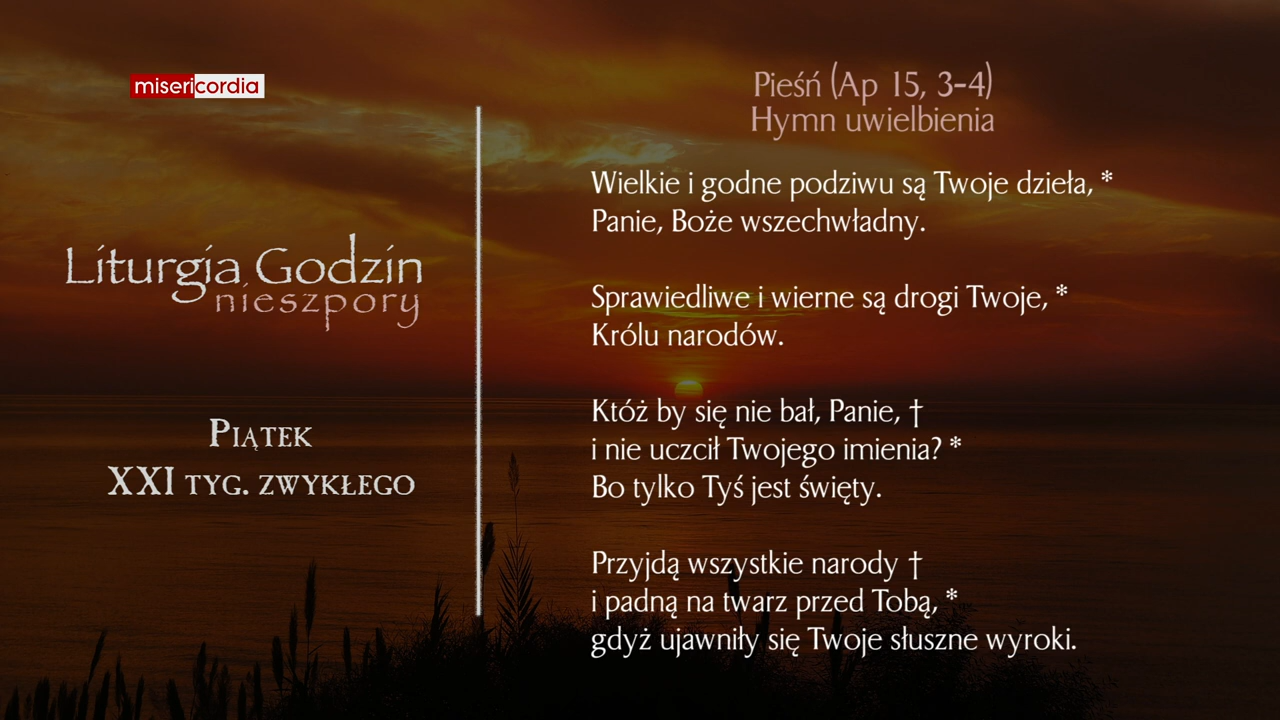 misericordia
Liturgia Godzin
nieszpory
Piątek
XXI tyg. zwykłego
Pieśń (Ap 15, 3-4)
Hymn uwielbienia
Wielkie i godne podziwu są Twoje dzieła, *
Panie, Boże wszechwładny.
Sprawiedliwe i wierne są drogi Twoje, *
Królu narodów.
Któż by się nie bał, Panie, †
i nie uczcił Twojego imienia? *
Bo tylko Tyś jest święty.
Przyjdą wszystkie narody †
i padną na twarz przed Tobą, *
gdyż ujawniły się Twoje słuszne wyroki.